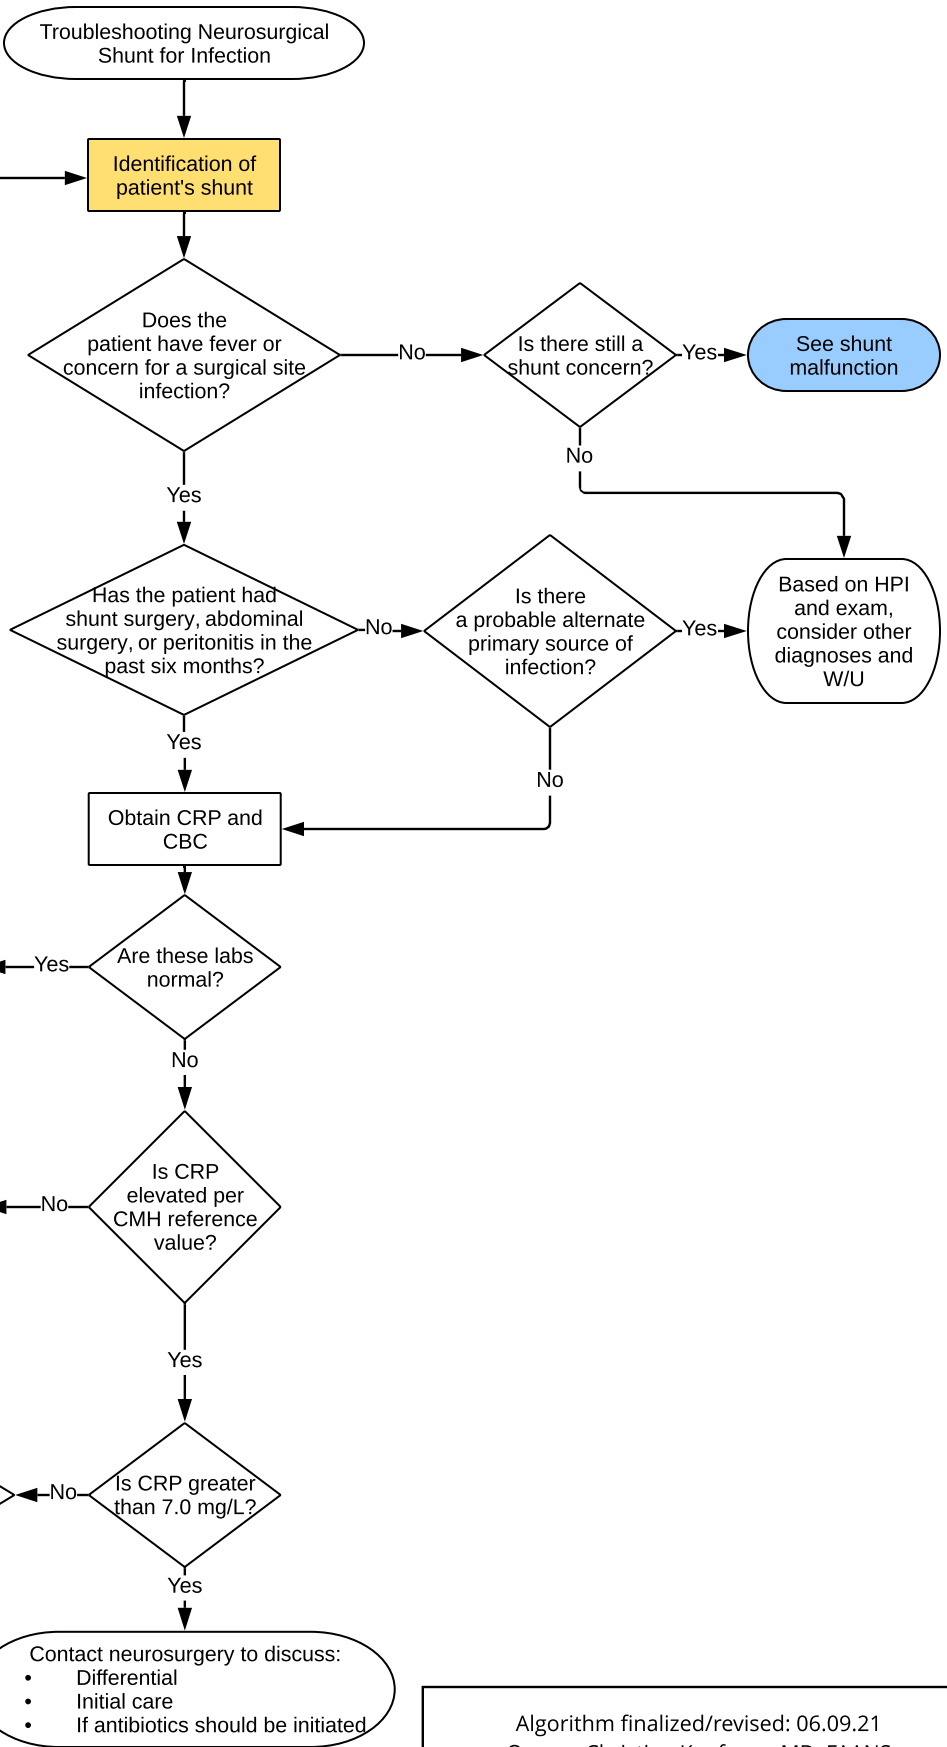 Troubleshooting Neurosurgical
Shunt for Infection
Identification of
patient's shunt
Does the
patient have fever or
concern for a surgical site
infection?
No
Is there still a
shunt concern?
Yes
See shunt
malfunction
No
Yes
Has the patient had
shunt surgery, abdominal
surgery, or peritonitis in the
past six months?
No
Is there
a probable alternate
primary source of
infection?
Yes
Based on HPI
and exam,
consider other
diagnoses and
W/U
Yes
No
Obtain CRP and
CBC
Are these labs
normal?
Yes
No
Is CRP
elevated per
CMH reference
value?
No
Yes
Is CRP greater
than 7.0 mg/L?
No
Yes
Contact neurosurgery to discuss:
• Differential
• Initial care
• If antibiotics should be initiated
Algorithm finalized/revised: 06.09.21